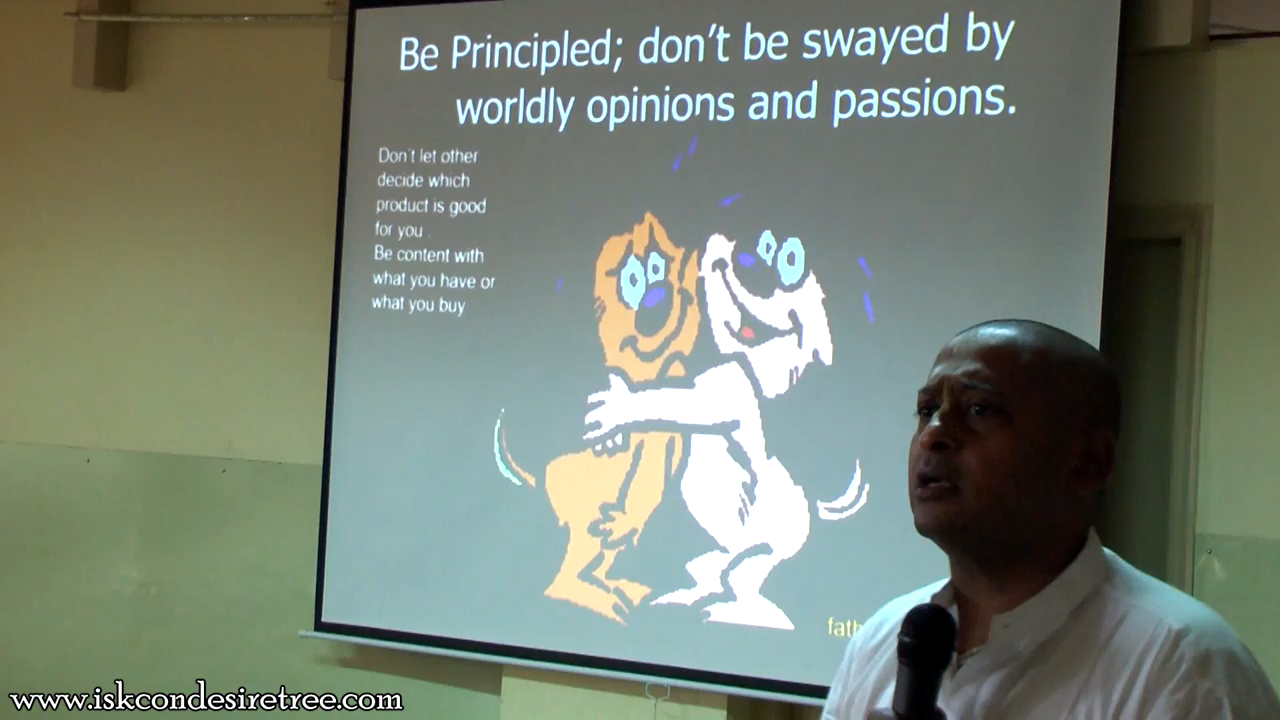 Be Principled; don't be swayed by
worldly opinions and passions.
Don't let other
decide which
product is good
for you
Be content with
what you have or
what you buy
www.iskcondesiretree.com